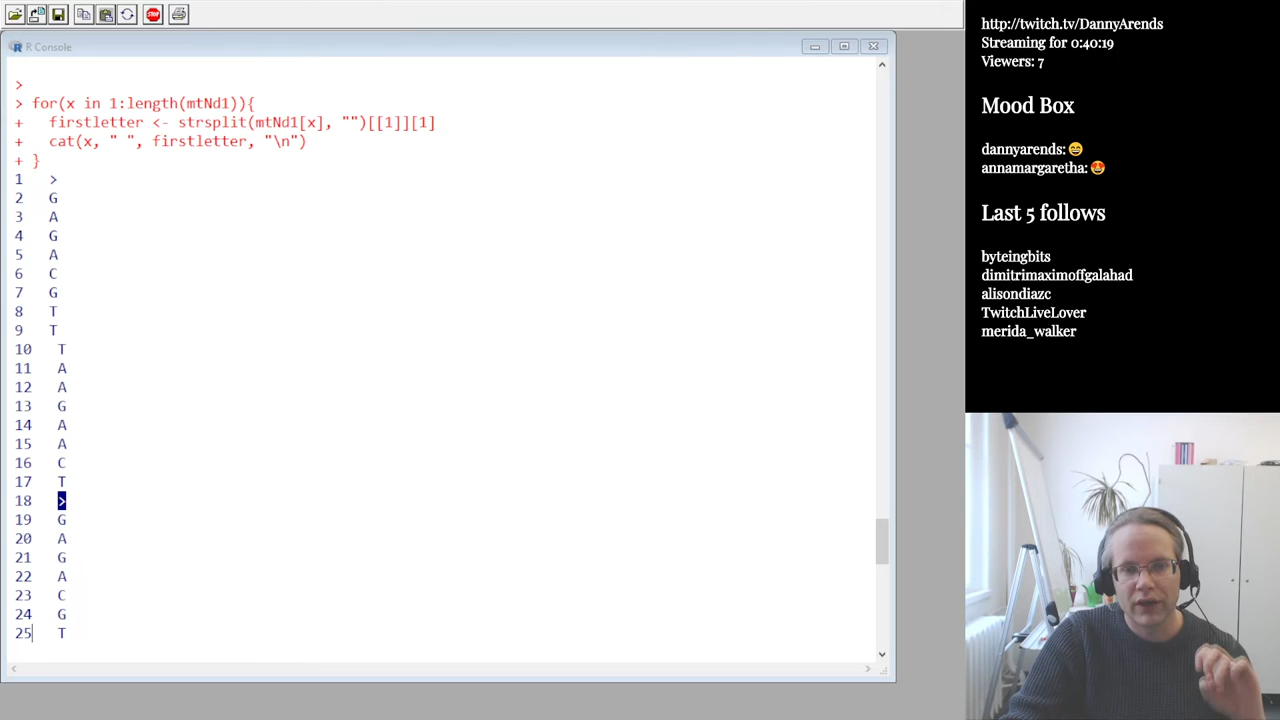 STOP
R Console
>
> for(x in 1:length(mtNd1)){
+   firstletter <- strsplit(mtNd1[x], "")[[1]][1]
+   cat(x, " ", firstletter, "\n")
+ }
1   >
2   G
3   A
4   G
5   A
6   C
7   G
8   T
9   T
10   T
11   A
12   A
13   G
14   A
15   A
16   C
17   T
18   >
19   G
20   A
21   G
22   A
23   C
24   G
25   T
http://twitch.tv/DannyArends
Streaming for 0:40:19
Viewers: 7
Mood Box
dannyarends: 😄
annamargaretha: 😍
Last 5 follows
byteingbits
dimitrimaximoffgalahad
alisondiazc
TwitchLiveLover
merida_walker